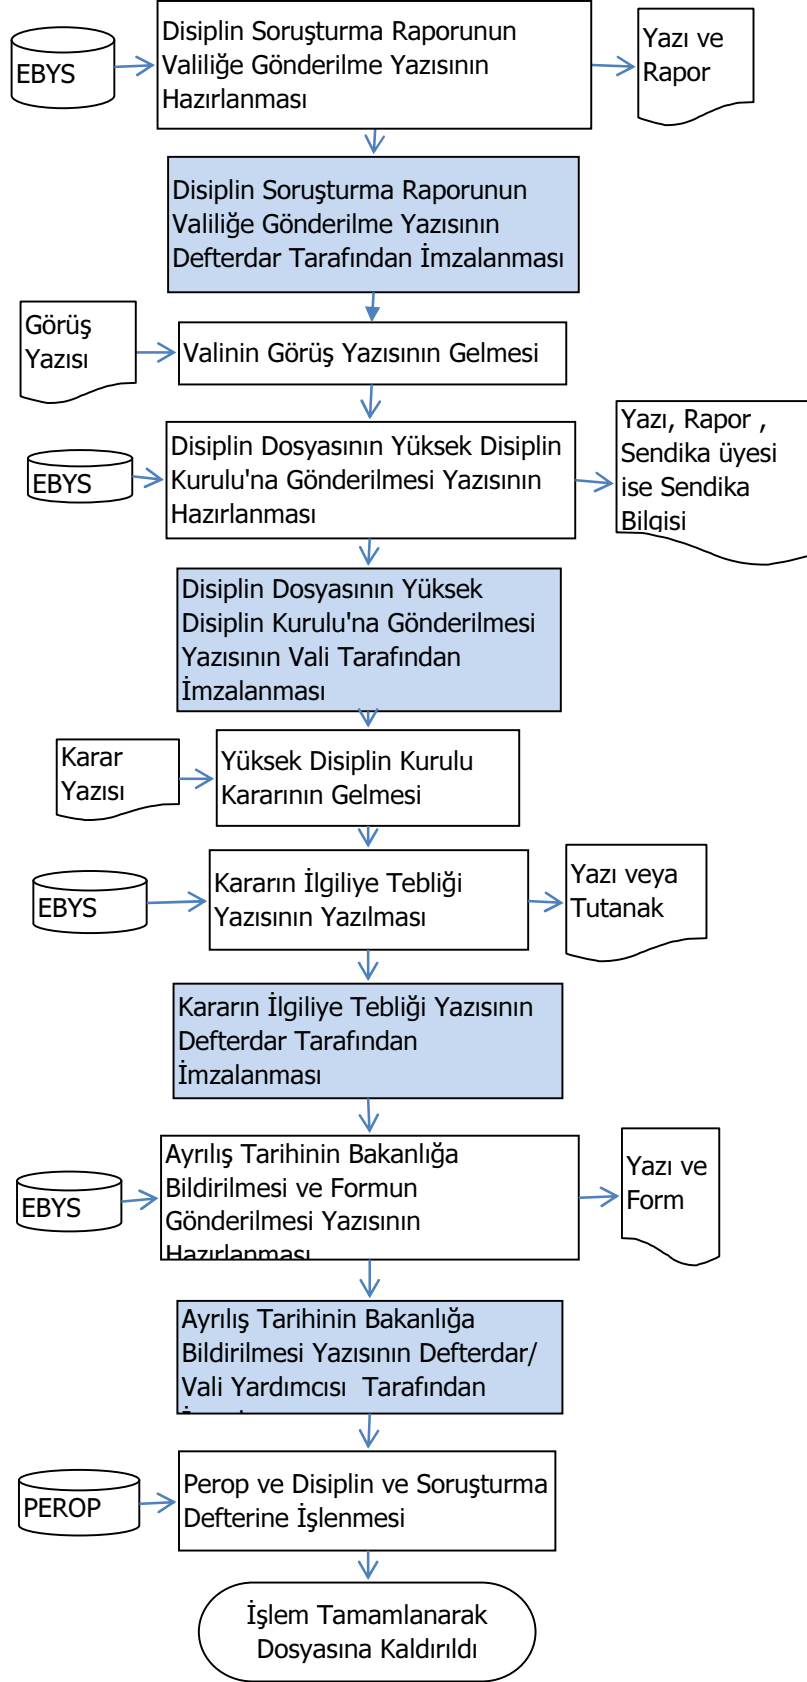 EBYS
Disiplin Soruşturma Raporunun
Valiliğe Gönderilme Yazısının
Hazırlanması
Yazı ve
Rapor
Disiplin Soruşturma Raporunun
Valiliğe Gönderilme Yazısının
Defterdar Tarafından İmzalanması
Görüş
Yazısı
Valinin Görüş Yazısının Gelmesi
EBYS
Disiplin Dosyasının Yüksek Disiplin
Kurulu'na Gönderilmesi Yazısının
Hazırlanması
Yazı, Rapor ,
Sendika üyesi
ise Sendika
Bilgisi
Disiplin Dosyasının Yüksek
Disiplin Kurulu'na Gönderilmesi
Yazısının Vali Tarafından
İmzalanması
Karar
Yazısı
Yüksek Disiplin Kurulu
Kararının Gelmesi
EBYS
Kararın İlgiliye Tebliği
Yazısının Yazılması
Yazı veya
Tutanak
Kararın İlgiliye Tebliği Yazısının
Defterdar Tarafından
İmzalanması
EBYS
Ayrılış Tarihinin Bakanlığa
Bildirilmesi ve Formun
Gönderilmesi Yazısının
Hazırlanması
Yazı ve
Form
Ayrılış Tarihinin Bakanlığa
Bildirilmesi Yazısının Defterdar/
Vali Yardımcısı  Tarafından
PEROP
Perop ve Disiplin ve Soruşturma
Defterine İşlenmesi
İşlem Tamamlanarak
Dosyasına Kaldırıldı